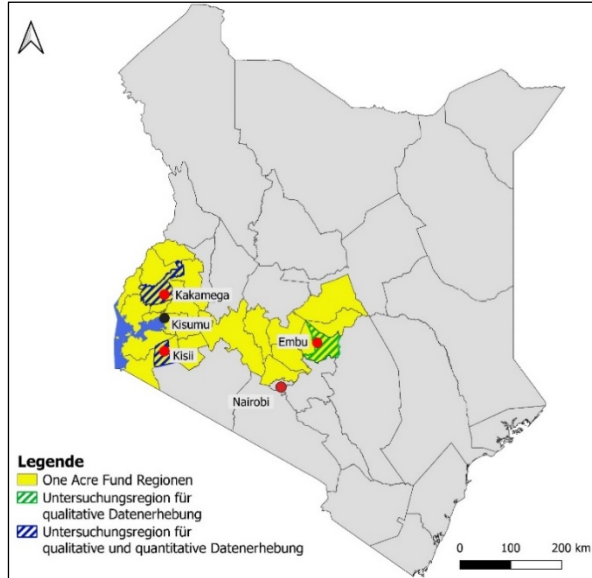 Kakamega
Kisumu
Kisii
Embu
Nairobi
Legende
One Acre Fund Regionen
Untersuchungsregion für
qualitative Datenerhebung
Untersuchungsregion für
qualitative und quantitative Datenerhebung
0 100 200 km